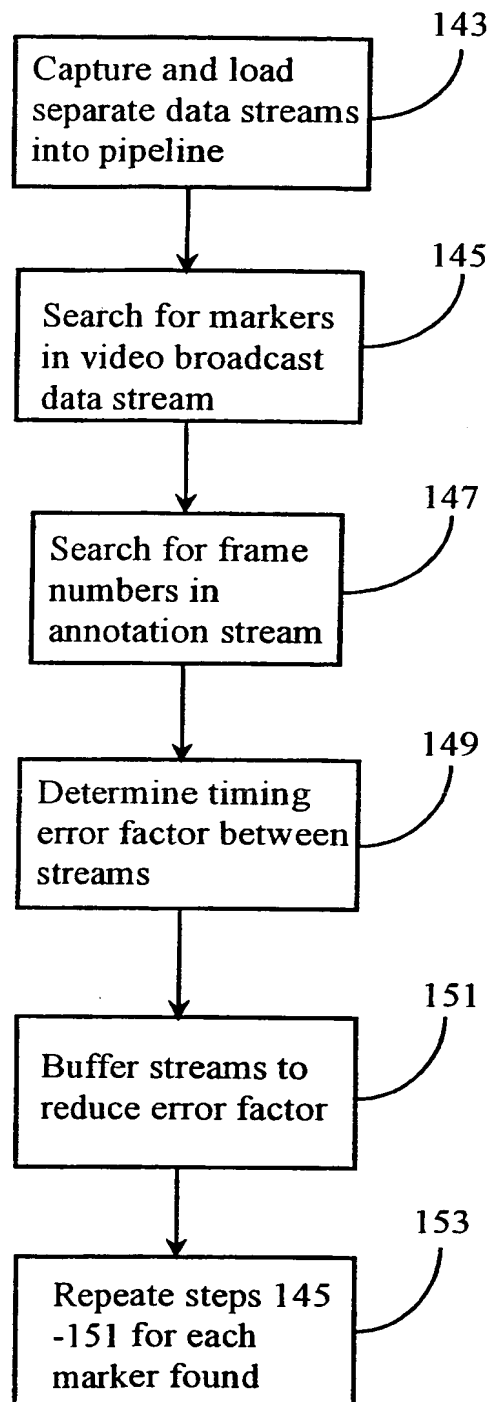 143
Capture and load
separate data streams
into pipeline
145
Search for markers
in video broadcast
data stream
147
Search for frame
numbers in
annotation stream
149
Determine timing
error factor between
streams
151
Buffer streams to
reduce error factor
153
Repeate steps 145
-151 for each
marker found